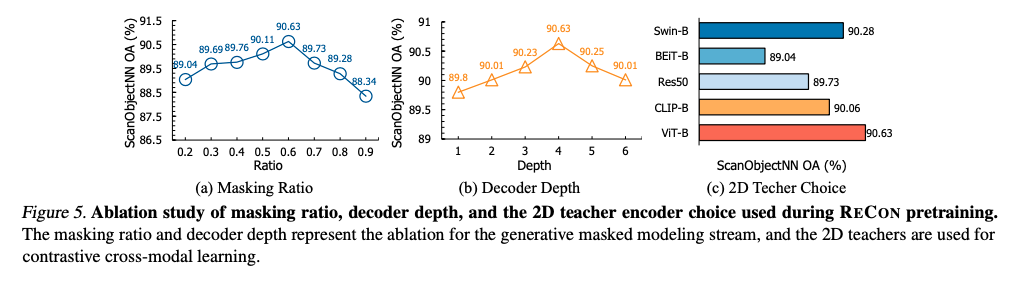 ScanObjectNN OA (%)
91.5
90.5
89.5
88.5
87.5
86.5
89.04
89.69
89.76
90.11
90.63
89.73
89.28
88.34
0.2 0.3 0.4 0.5 0.6 0.7 0.8 0.9
Ratio
(a) Masking Ratio
ScanObjectNN OA (%)
91
90.5
90
89.5
89
89.8
90.01
90.23
90.63
90.25
90.01
1 2 3 4 5 6
Depth
(b) Decoder Depth
Swin-B 90.28
BEiT-B 89.04
Res50 89.73
CLIP-B 90.06
ViT-B 90.63
ScanObjectNN OA (%)
(c) 2D Techer Choice
Figure 5. Ablation study of masking ratio, decoder depth, and the 2D teacher encoder choice used during RECON pretraining.
The masking ratio and decoder depth represent the ablation for the generative masked modeling stream, and the 2D teachers are used for
contrastive cross-modal learning.